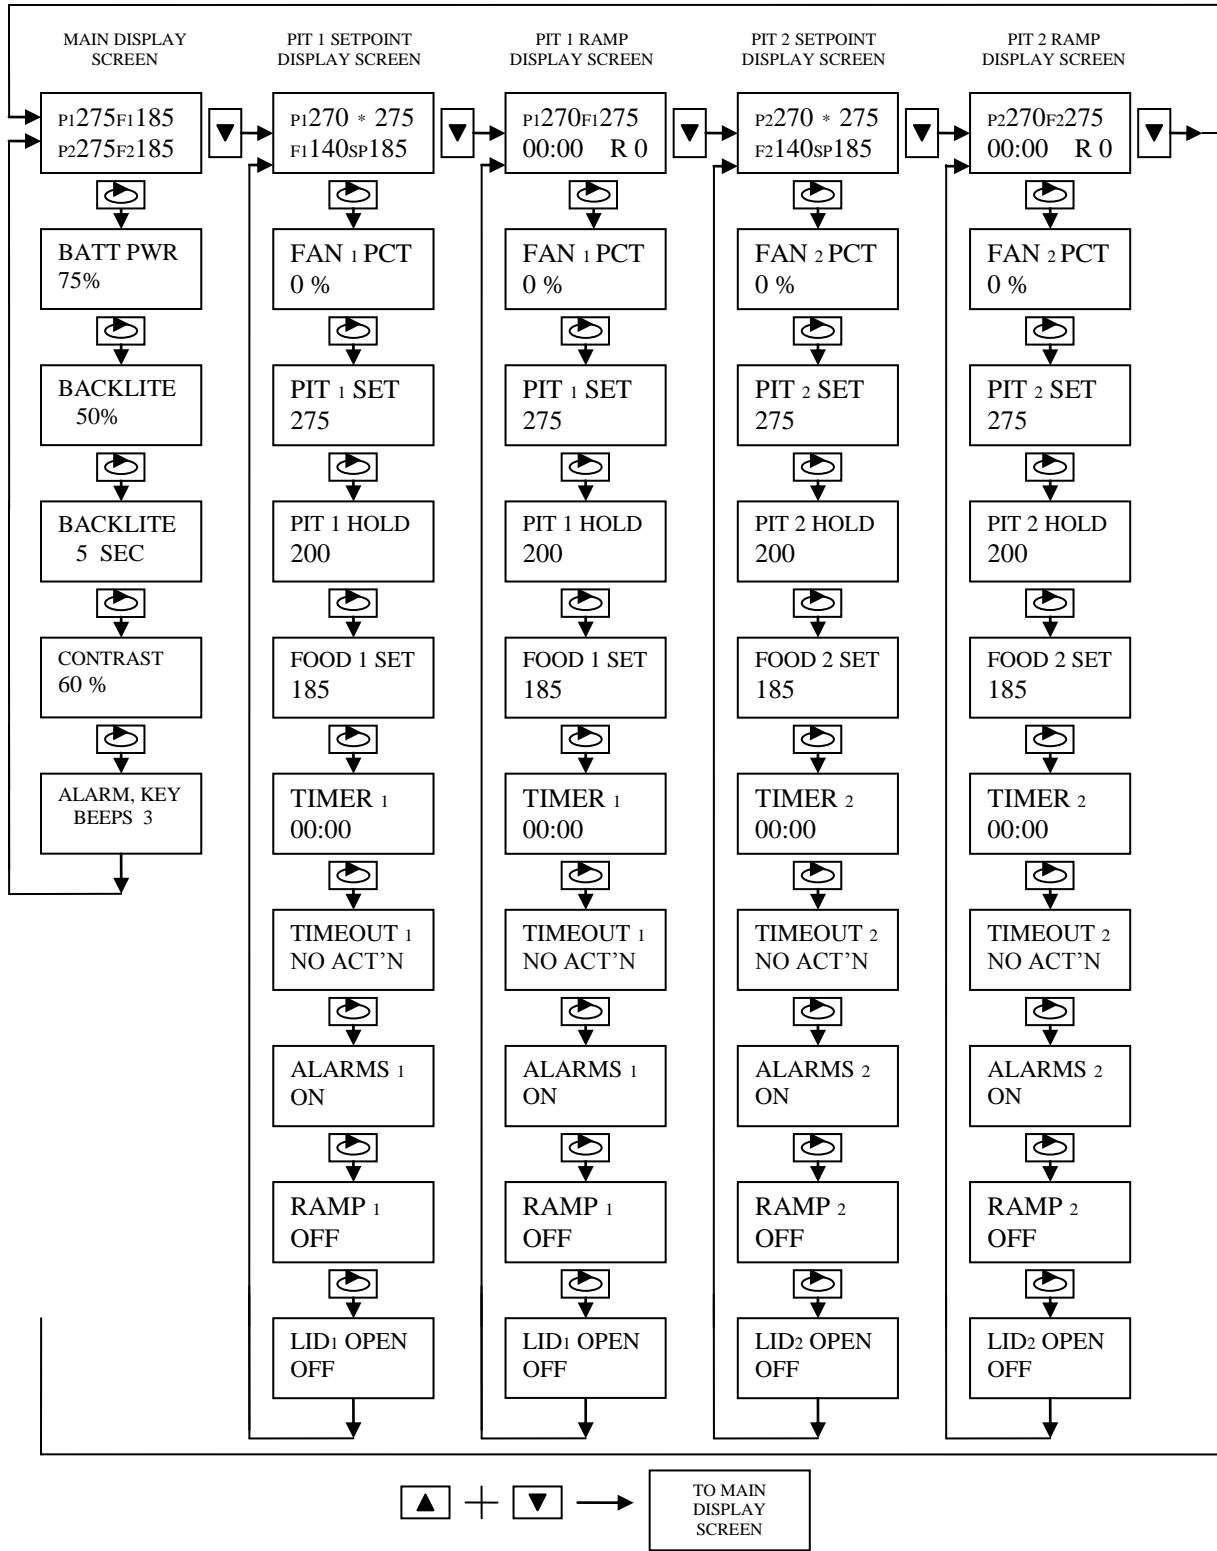 MAIN DISPLAY
SCREEN
PIT 1 SETPOINT
DISPLAY SCREEN
PIT 1 RAMP
DISPLAY SCREEN
PIT 2 SETPOINT
DISPLAY SCREEN
PIT 2 RAMP
DISPLAY SCREEN
P1275F1185
P2275F2185
P1270 * 275
F1140SP185
P1270F1275
00:00 R 0
P2270 * 275
F2140SP185
P2270F2275
00:00 R 0
BATT PWR
75%
FAN 1 PCT
0 %
FAN 1 PCT
0 %
FAN 2 PCT
0 %
FAN 2 PCT
0 %
BACKLITE
50%
PIT 1 SET
275
PIT 1 SET
275
PIT 2 SET
275
PIT 2 SET
275
BACKLITE
5 SEC
PIT 1 HOLD
200
PIT 1 HOLD
200
PIT 2 HOLD
200
PIT 2 HOLD
200
CONTRAST
60 %
FOOD 1 SET
185
FOOD 1 SET
185
FOOD 2 SET
185
FOOD 2 SET
185
ALARM, KEY
BEEPS 3
TIMER 1
00:00
TIMER 1
00:00
TIMER 2
00:00
TIMER 2
00:00
TIMEOUT 1
NO ACT’N
TIMEOUT 1
NO ACT’N
TIMEOUT 2
NO ACT’N
TIMEOUT 2
NO ACT’N
ALARMS 1
ON
ALARMS 1
ON
ALARMS 2
ON
ALARMS 2
ON
RAMP 1
OFF
RAMP 1
OFF
RAMP 2
OFF
RAMP 2
OFF
LID1 OPEN
OFF
LID1 OPEN
OFF
LID2 OPEN
OFF
LID2 OPEN
OFF
TO MAIN
DISPLAY
SCREEN